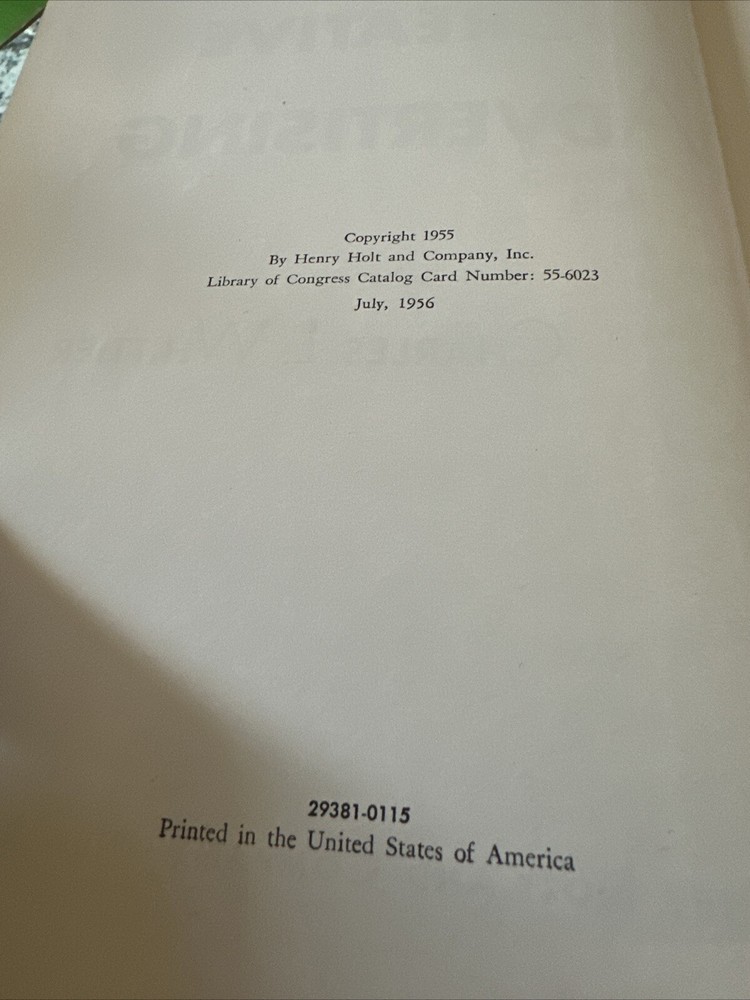 Copyright 1955
By Henry Holt and Company, Inc.
Library of Congress Catalog Card Number: 55-6023
July, 1956
29381-0115
Printed in the United States of America